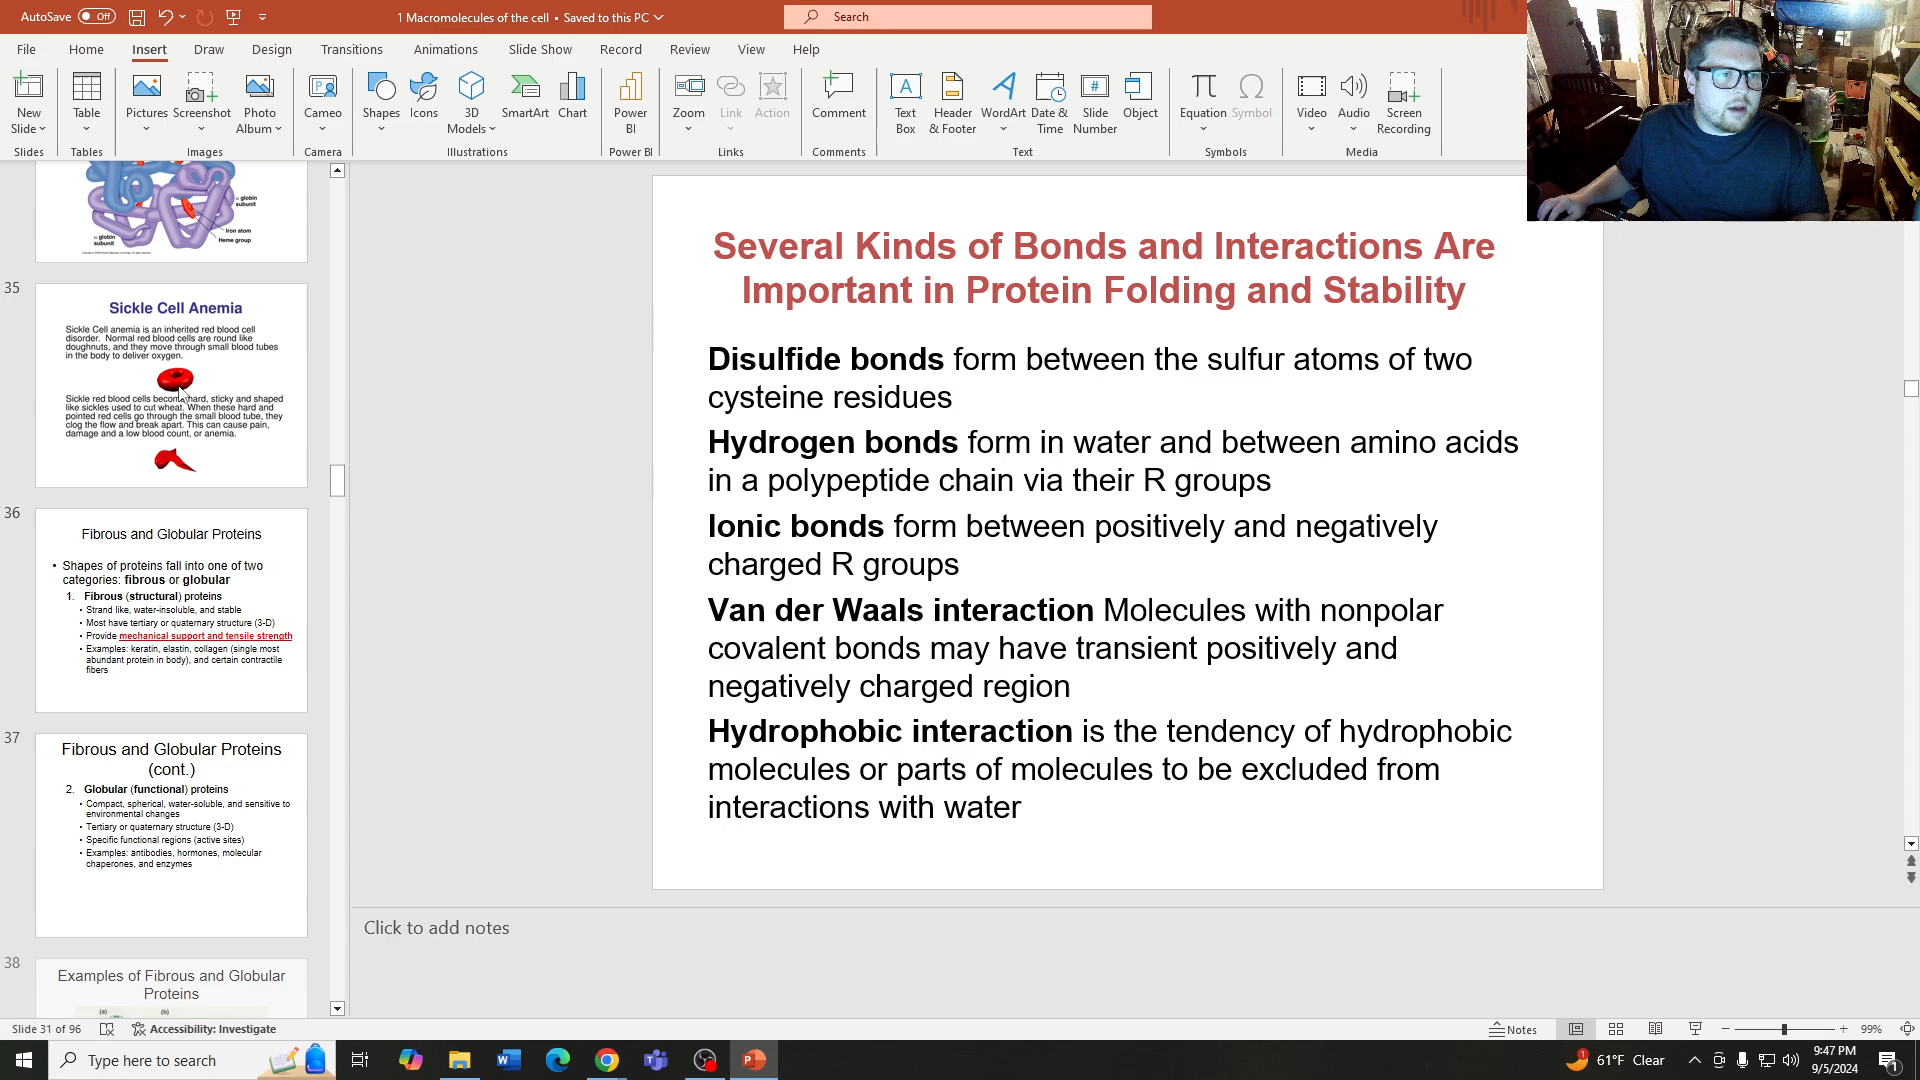 AutoSave Off
1 Macromolecules of the cell • Saved to this PC
Search
File Home Insert Draw Design Transitions Animations Slide Show Record Review View Help
New Slide
Table
Pictures
Screenshot
Photo Album
Cameo
Shapes
Icons
3D Models
SmartArt
Chart
Power BI
Zoom
Link
Action
Comment
Text Box
Header & Footer
WordArt
Date & Time
Slide Number
Object
Equation
Symbol
Video
Audio
Screen Recording
Slides Tables Images Camera Illustrations Power BI Links Comments Text Symbols Media
globin subunit
Iron atom
Heme group
globin subunit
35
Sickle Cell Anemia
Sickle Cell anemia is an inherited red blood cell
disorder. Normal red blood cells are round like
doughnuts, and they move through small blood tubes
in the body to deliver oxygen.
Sickle red blood cells become hard, sticky and shaped
like sickles used to cut wheat. When these hard and
pointed red cells go through the small blood tube, they
clog the flow and break apart. This can cause pain,
damage and a low blood count, or anemia.
36
Fibrous and Globular Proteins
• Shapes of proteins fall into one of two
categories: fibrous or globular
1. Fibrous (structural) proteins
• Strand like, water-insoluble, and stable
• Most have tertiary or quaternary structure (3-D)
• Provide mechanical support and tensile strength
• Examples: keratin, elastin, collagen (single most
abundant protein in body), and certain contractile
fibers
37
Fibrous and Globular Proteins
(cont.)
2. Globular (functional) proteins
• Compact, spherical, water-soluble, and sensitive to
environmental changes
• Tertiary or quaternary structure (3-D)
• Specific functional regions (active sites)
• Examples: antibodies, hormones, molecular
chaperones, and enzymes
38
Examples of Fibrous and Globular
Proteins
(a) (b)
Several Kinds of Bonds and Interactions Are
Important in Protein Folding and Stability
Disulfide bonds form between the sulfur atoms of two
cysteine residues
Hydrogen bonds form in water and between amino acids
in a polypeptide chain via their R groups
Ionic bonds form between positively and negatively
charged R groups
Van der Waals interaction Molecules with nonpolar
covalent bonds may have transient positively and
negatively charged region
Hydrophobic interaction is the tendency of hydrophobic
molecules or parts of molecules to be excluded from
interactions with water
Click to add notes
Slide 31 of 96
Accessibility: Investigate
Notes
99%
Type here to search
1
61°F Clear
9:47 PM
9/5/2024
1